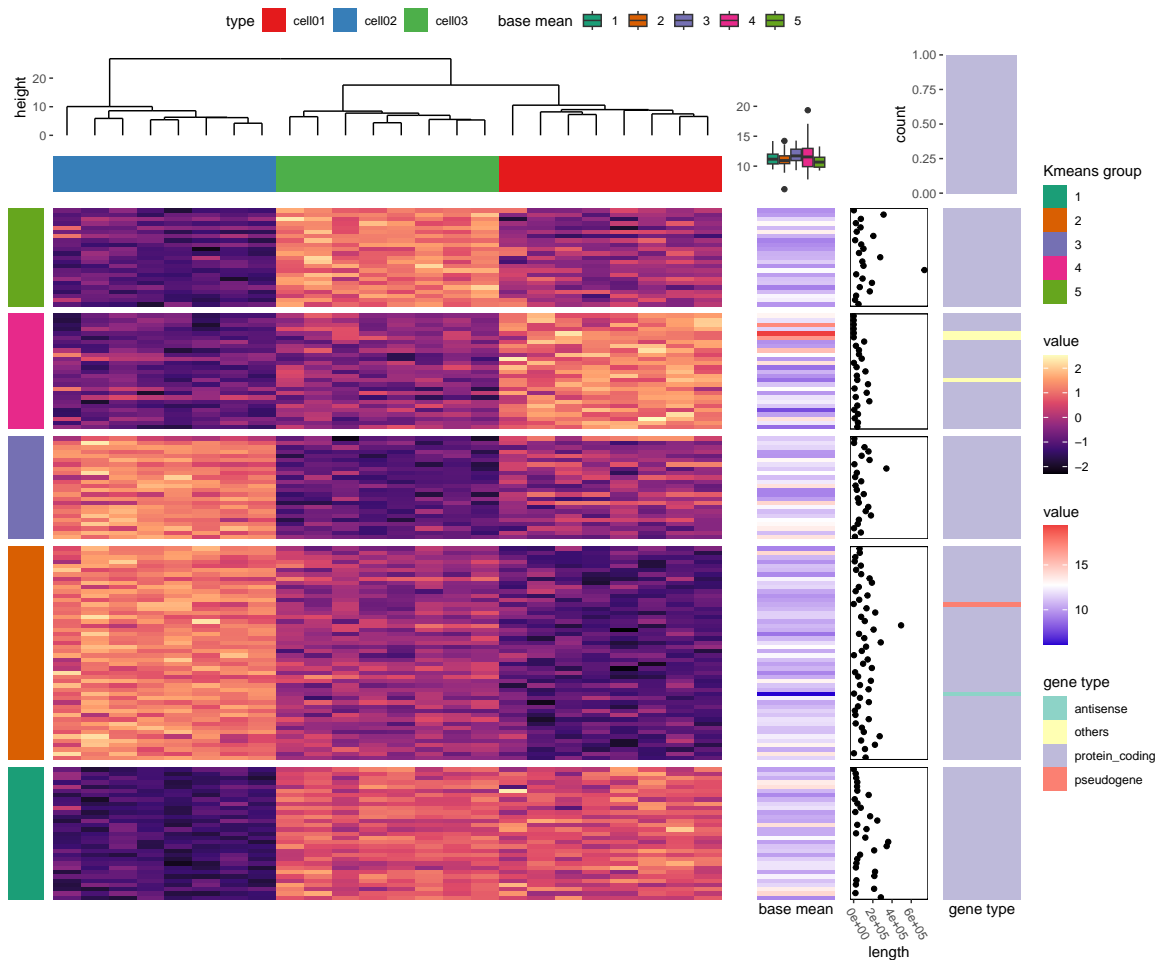 type cell01 cell02 cell03 base mean 1 2 3 4 5
height
20
10
0
20
15
10
count
1.00
0.75
0.50
0.25
0.00
Kmeans group
1
2
3
4
5
value
2
1
0
−1
−2
value
15
10
gene type
antisense
others
protein_coding
pseudogene
base mean
0e+00
2e+05
4e+05
6e+05
length
gene type